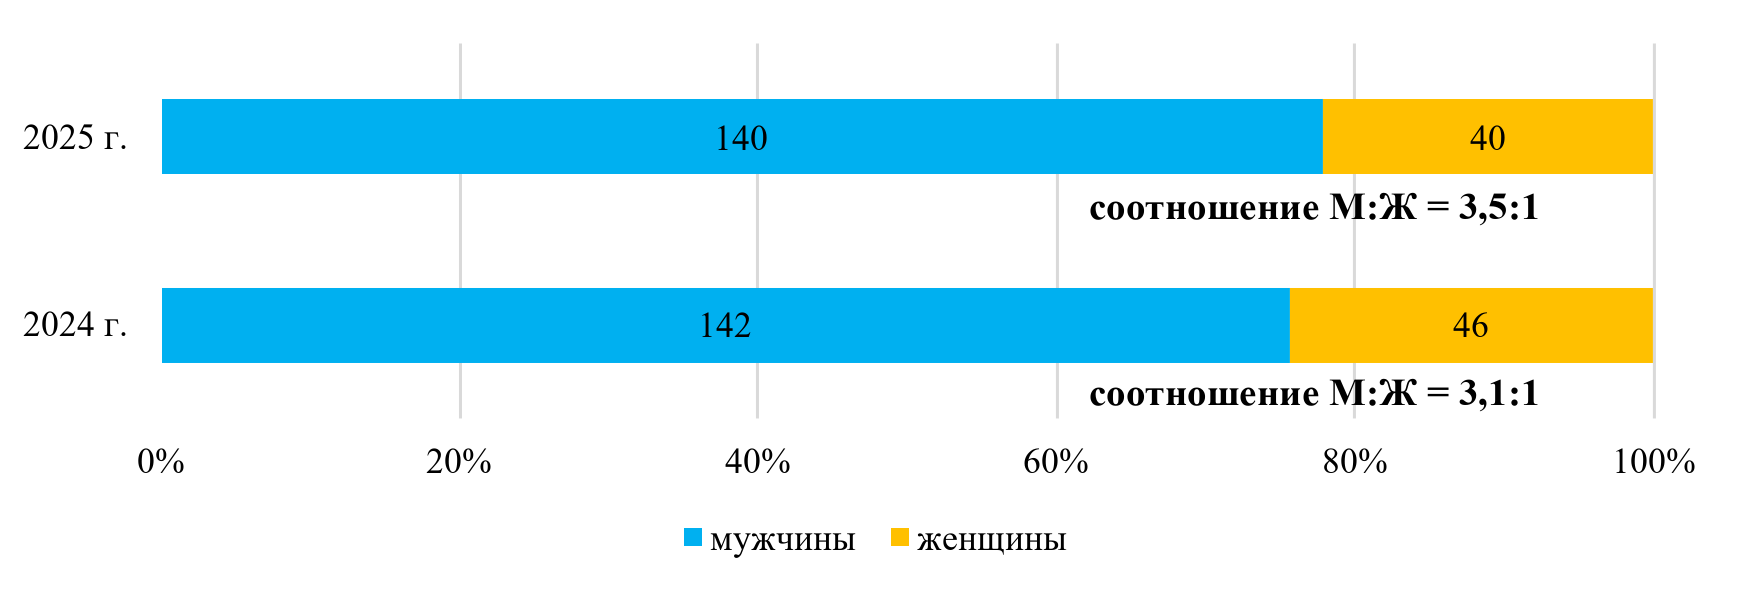 2025 г.
140
40
соотношение М:Ж = 3,5:1
2024 г.
142
46
соотношение М:Ж = 3,1:1
0% 20% 40% 60% 80% 100%
мужчины женщины